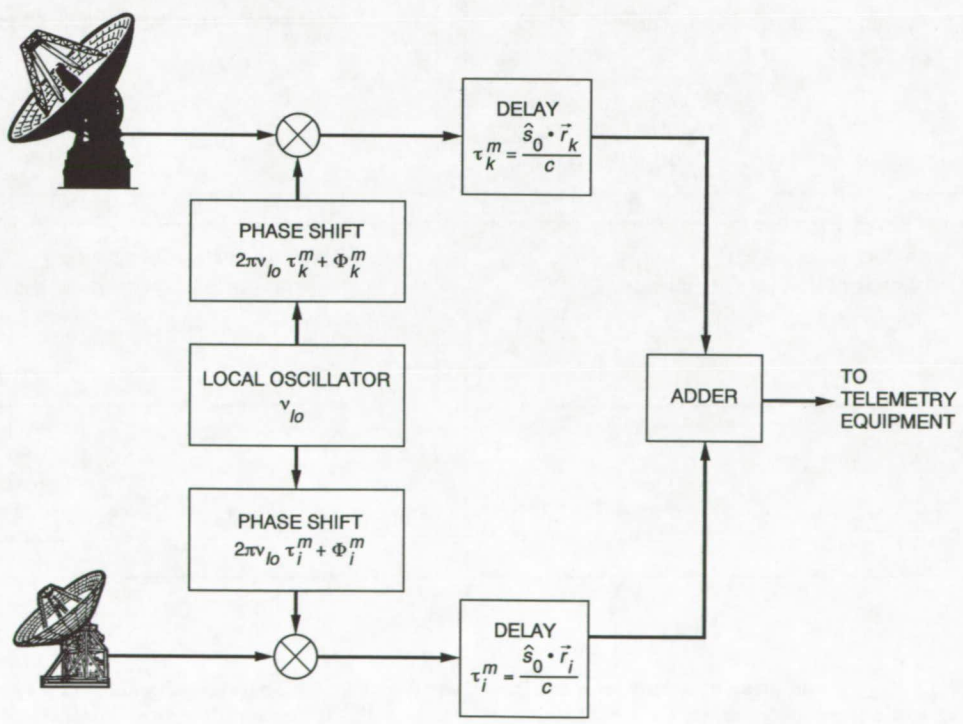 DELAY
τ_k^m = ŝ_0 • r⃗_k / c
PHASE SHIFT
2πν_lo τ_k^m + Φ_k^m
LOCAL OSCILLATOR
ν_lo
ADDER
TO
TELEMETRY
EQUIPMENT
PHASE SHIFT
2πν_lo τ_i^m + Φ_i^m
DELAY
τ_i^m = ŝ_0 • r⃗_i / c